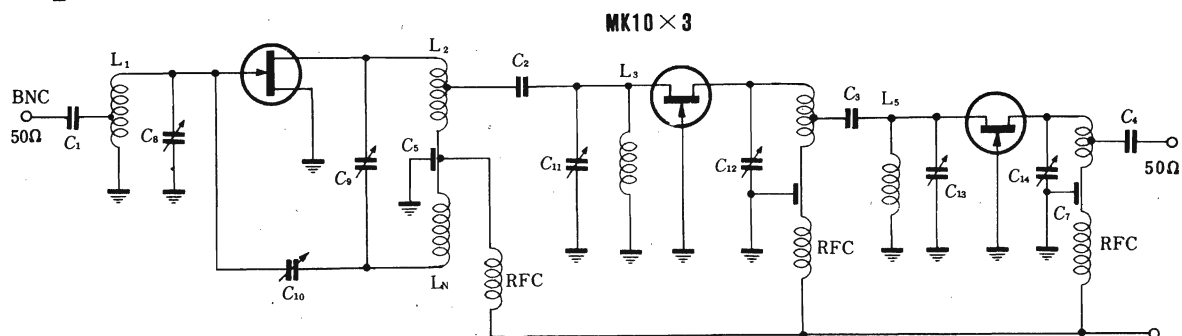 MK10×3
L₁
BNC
50Ω
C₁
C₈
C₉
C₁₀
L₂
C₅
L_N
RFC
C₂
L₃
C₁₁
C₁₂
RFC
C₃
L₅
C₁₃
C₁₄
C₇
RFC
C₄
50Ω